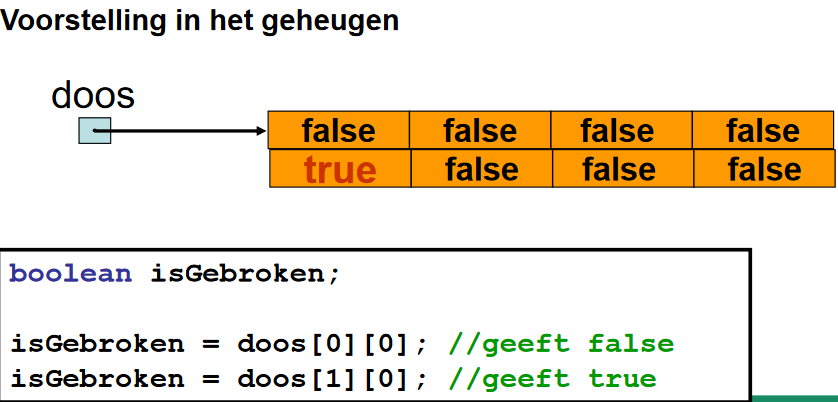 Voorstelling in het geheugen
doos
false false false false
true false false false
boolean isGebroken;
isGebroken = doos[0][0]; //geeft false
isGebroken = doos[1][0]; //geeft true